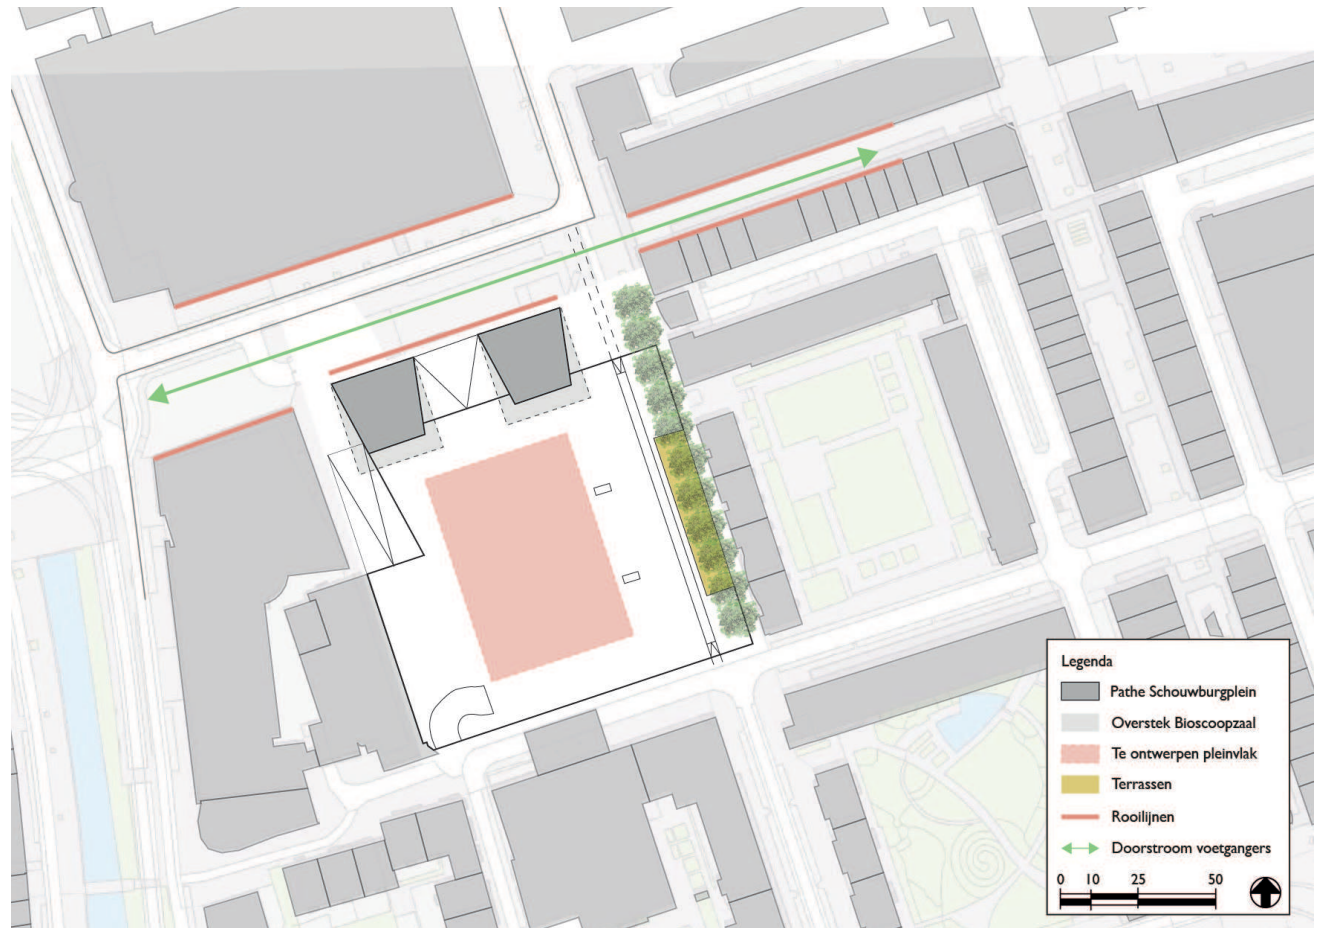 Legenda
Pathe Schouwburgplein
Overstek Bioscoopzaal
Te ontwerpen pleinvlak
Terrassen
Rooilijnen
Doorstroom voetgangers
0 10 25 50